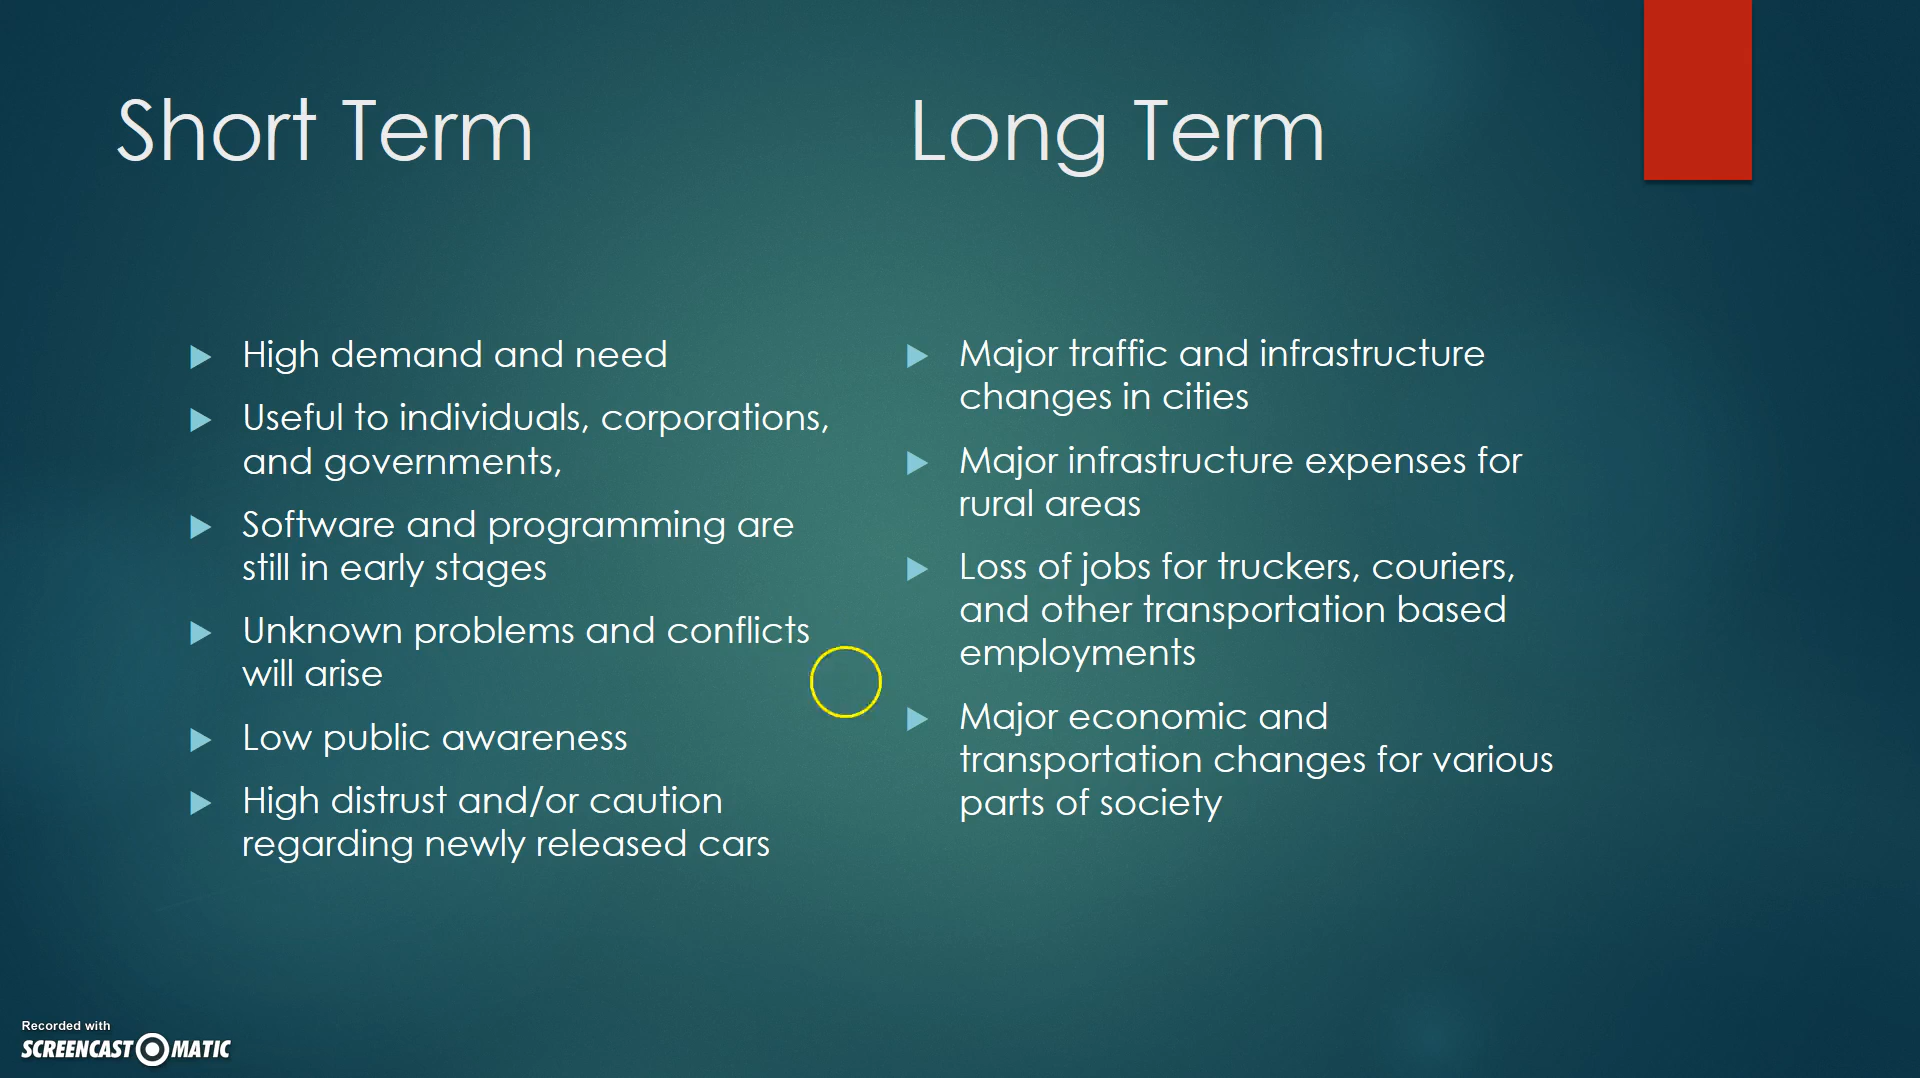 Short Term
High demand and need
Useful to individuals, corporations,
and governments,
Software and programming are
still in early stages
Unknown problems and conflicts
will arise
Low public awareness
High distrust and/or caution
regarding newly released cars
Long Term
Major traffic and infrastructure
changes in cities
Major infrastructure expenses for
rural areas
Loss of jobs for truckers, couriers,
and other transportation based
employments
Major economic and
transportation changes for various
parts of society
Recorded with
SCREENCAST MATIC